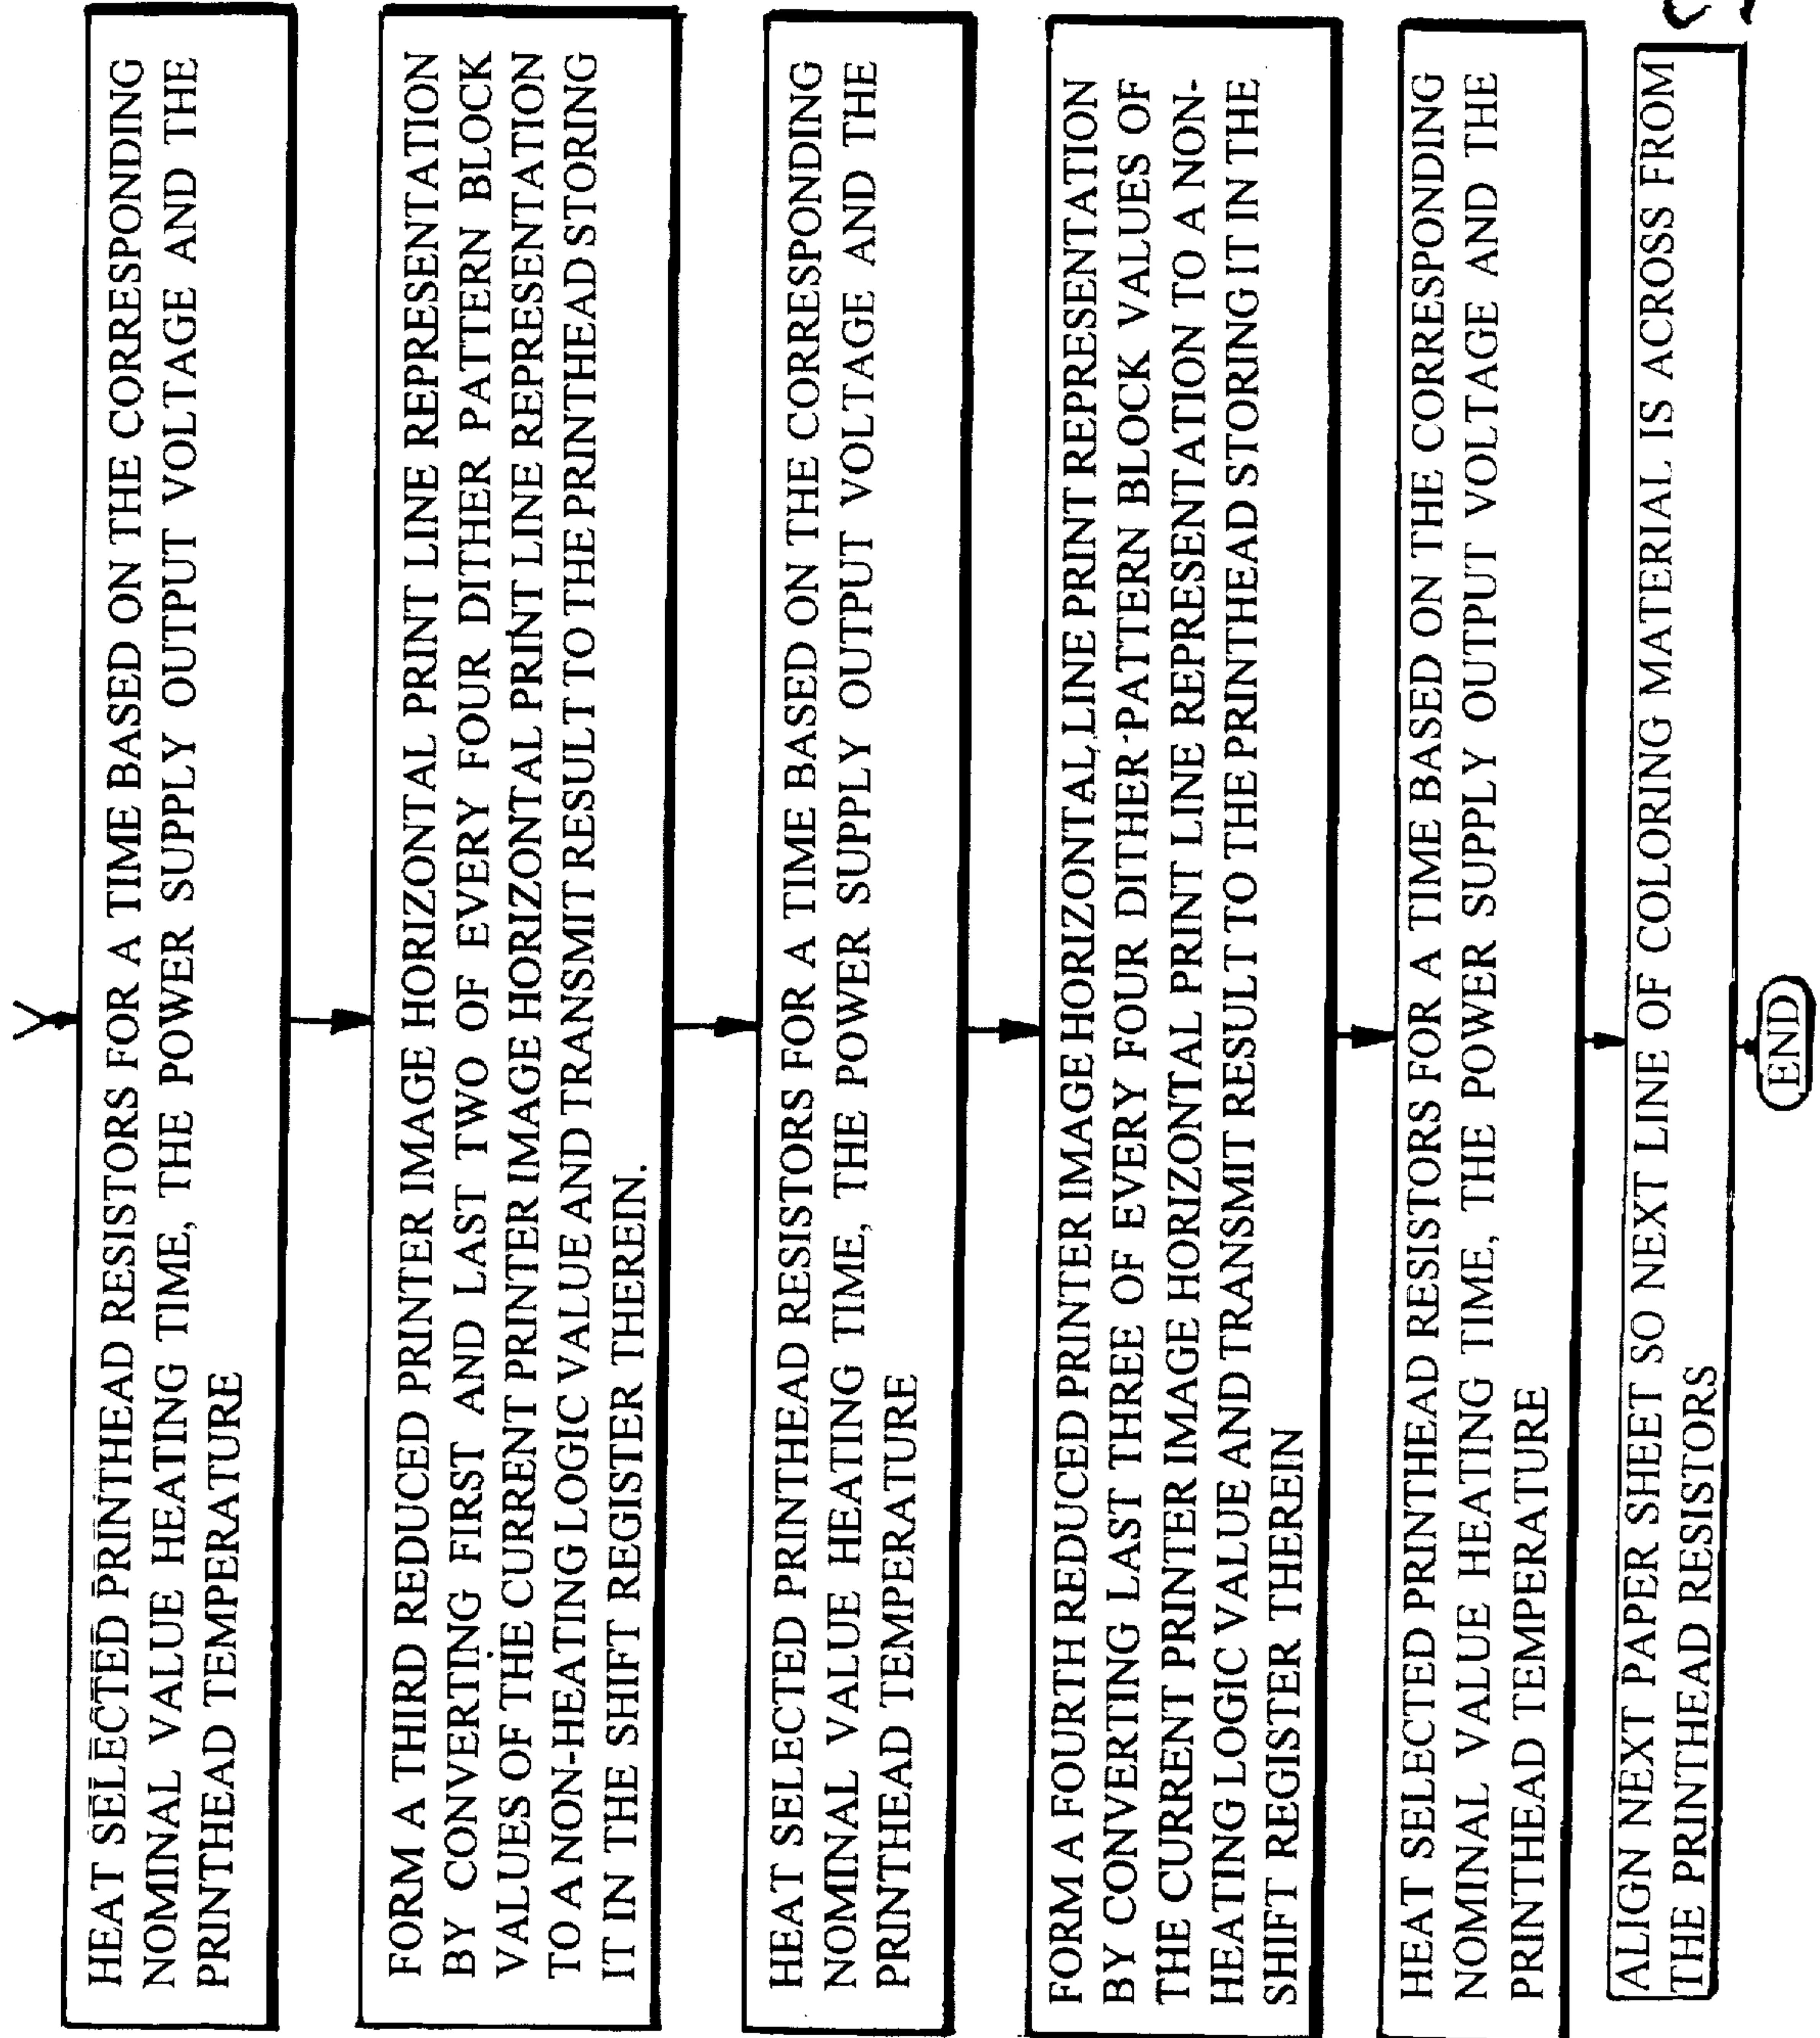 HEAT SELECTED PRINTHEAD RESISTORS FOR A TIME BASED ON THE CORRESPONDING
NOMINAL VALUE HEATING TIME, THE POWER SUPPLY OUTPUT VOLTAGE AND THE
PRINTHEAD TEMPERATURE
FORM A THIRD REDUCED PRINTER IMAGE HORIZONTAL PRINT LINE REPRESENTATION
BY CONVERTING FIRST AND LAST TWO OF EVERY FOUR DITHER PATTERN BLOCK
VALUES OF THE CURRENT PRINTER IMAGE HORIZONTAL PRINT LINE REPRESENTATION
TO A NON-HEATING LOGIC VALUE AND TRANSMIT RESULT TO THE PRINTHEAD STORING
IT IN THE SHIFT REGISTER THEREIN.
HEAT SELECTED PRINTHEAD RESISTORS FOR A TIME BASED ON THE CORRESPONDING
NOMINAL VALUE HEATING TIME, THE POWER SUPPLY OUTPUT VOLTAGE AND THE
PRINTHEAD TEMPERATURE
FORM A FOURTH REDUCED PRINTER IMAGE HORIZONTAL LINE PRINT REPRESENTATION
BY CONVERTING LAST THREE OF EVERY FOUR DITHER PATTERN BLOCK VALUES OF
THE CURRENT PRINTER IMAGE HORIZONTAL PRINT LINE REPRESENTATION TO A NON-
HEATING LOGIC VALUE AND TRANSMIT RESULT TO THE PRINTHEAD STORING IT IN THE
SHIFT REGISTER THEREIN
HEAT SELECTED PRINTHEAD RESISTORS FOR A TIME BASED ON THE CORRESPONDING
NOMINAL VALUE HEATING TIME, THE POWER SUPPLY OUTPUT VOLTAGE AND THE
PRINTHEAD TEMPERATURE
ALIGN NEXT PAPER SHEET SO NEXT LINE OF COLORING MATERIAL IS ACROSS FROM
THE PRINTHEAD RESISTORS
END